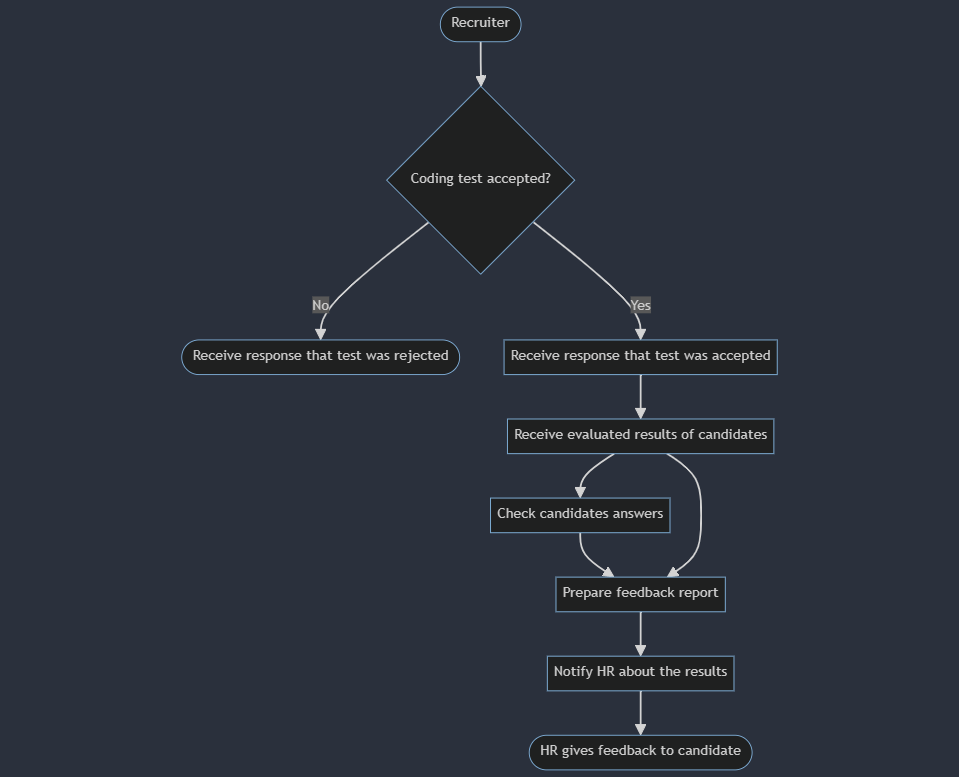 Recruiter
Coding test accepted?
No
Yes
Receive response that test was rejected
Receive response that test was accepted
Receive evaluated results of candidates
Check candidates answers
Prepare feedback report
Notify HR about the results
HR gives feedback to candidate